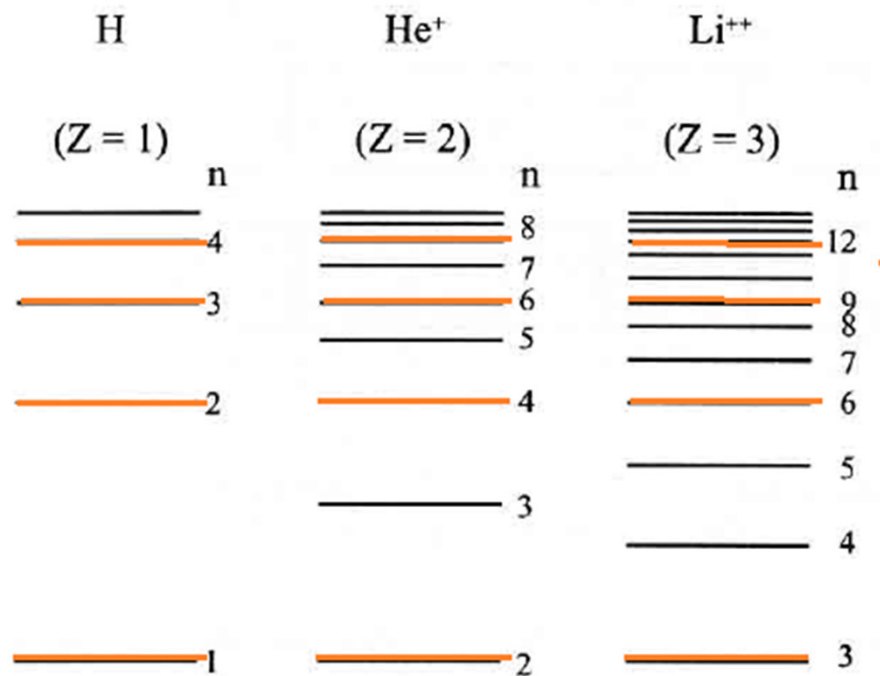 H He⁺ Li⁺⁺
(Z = 1) (Z = 2) (Z = 3)
n n n
4 8 12
7
3 6 9
5 8
7
2 4 6
5
3
4
1 2 3